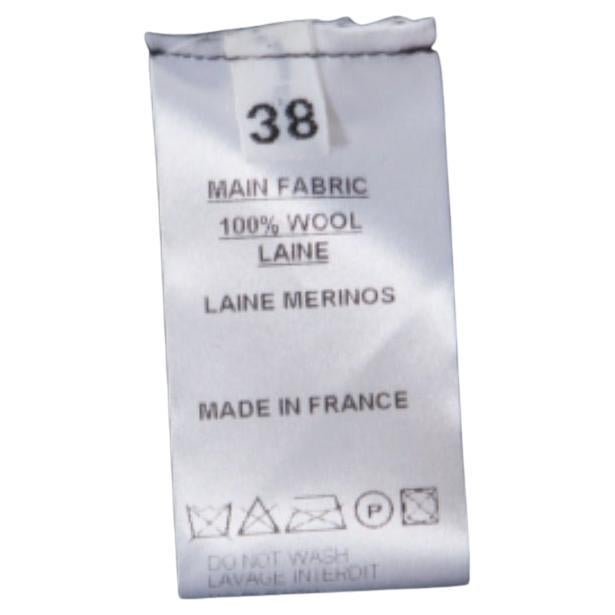 38
MAIN FABRIC
100% WOOL
LAINE
LAINE MERINOS
MADE IN FRANCE
P
DO NOT WASH
LAVAGE INTERDIT